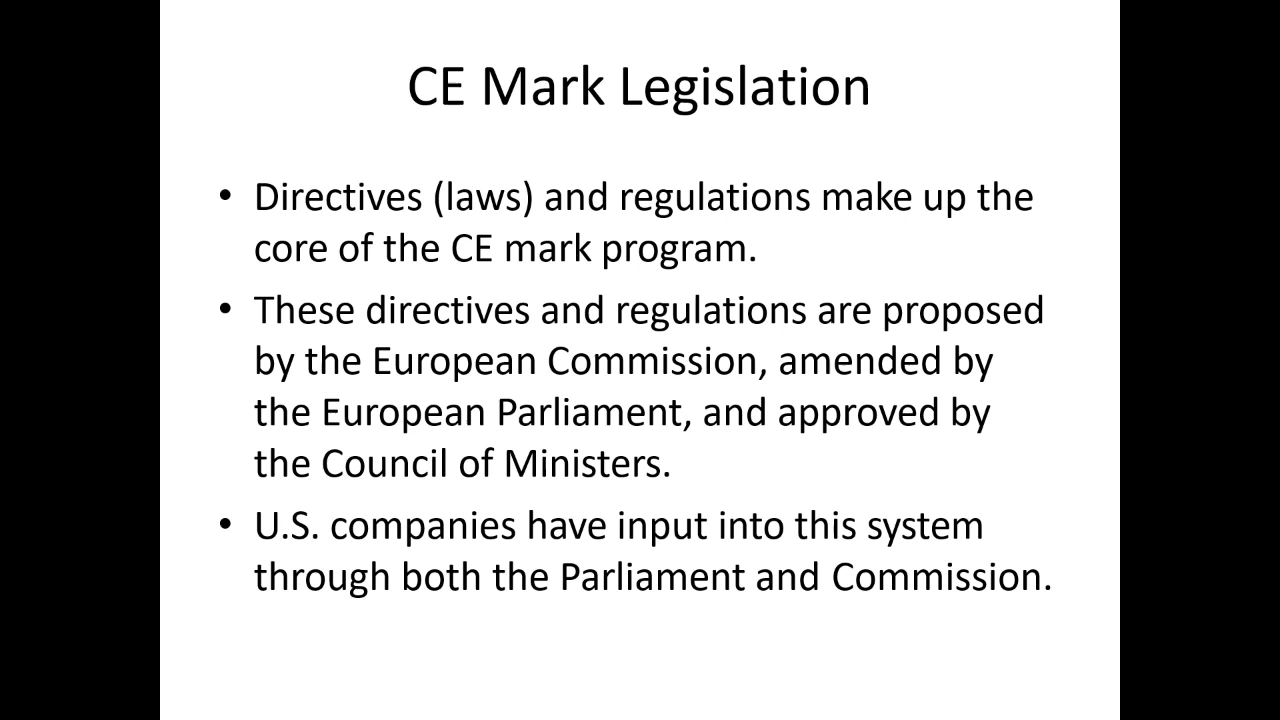 CE Mark Legislation
• Directives (laws) and regulations make up the
core of the CE mark program.
• These directives and regulations are proposed
by the European Commission, amended by
the European Parliament, and approved by
the Council of Ministers.
• U.S. companies have input into this system
through both the Parliament and Commission.